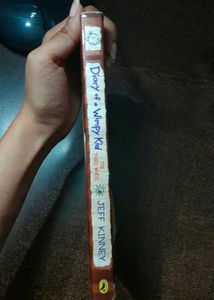 Diary of a Wimpy Kid
THE THIRD WHEEL
JEFF KINNEY